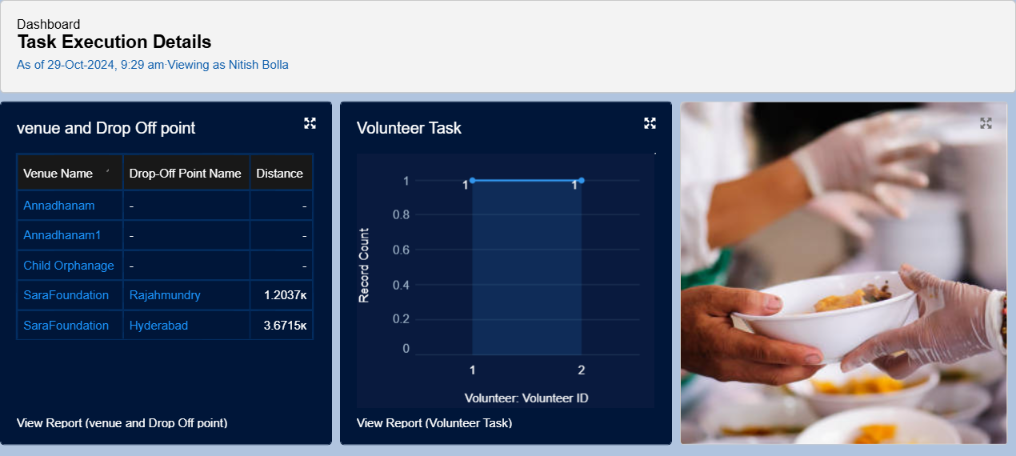 Dashboard
Task Execution Details
As of 29-Oct-2024, 9:29 am·Viewing as Nitish Bolla
venue and Drop Off point
Venue Name Drop-Off Point Name Distance
Annadhanam - -
Annadhanam1 - -
Child Orphanage - -
SaraFoundation Rajahmundry 1.2037K
SaraFoundation Hyderabad 3.6715K
View Report (venue and Drop Off point)
Volunteer Task
Record Count
1
0.8
0.6
0.4
0.2
0
1 1
1 2
Volunteer: Volunteer ID
View Report (Volunteer Task)